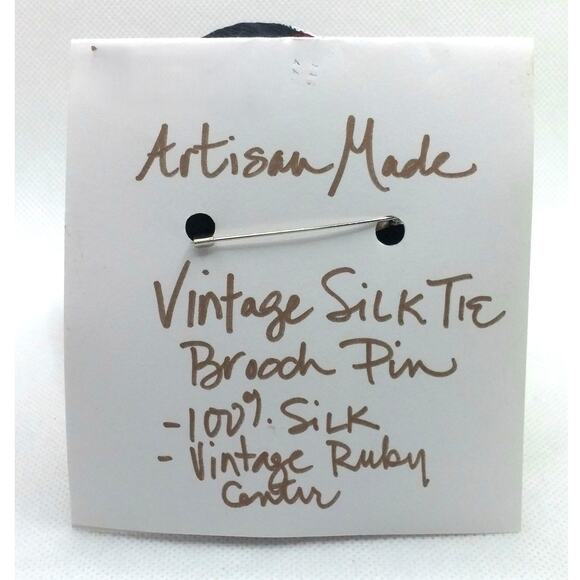 Artisan Made
Vintage SILK TIE
Brooch Pin
- 100% SILK
- Vintage Ruby
Center